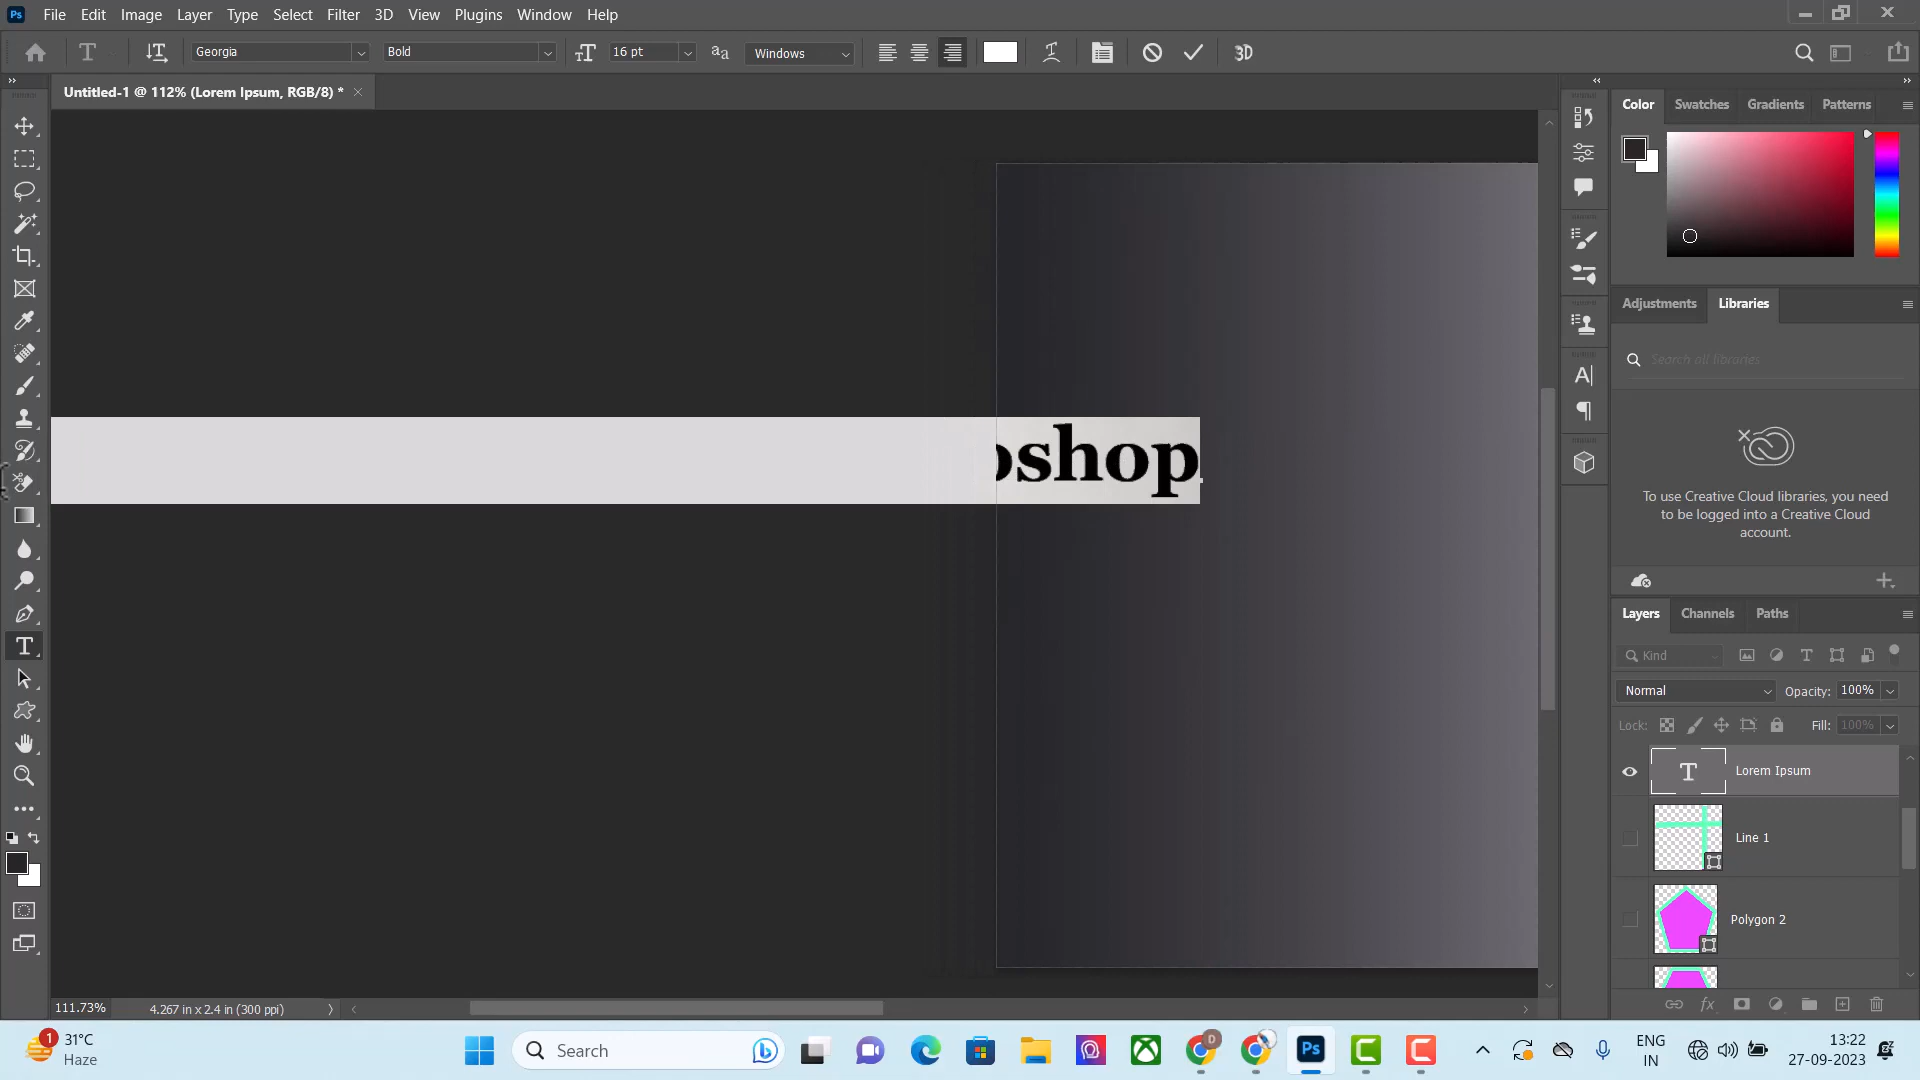 File Edit Image Layer Type Select Filter 3D View Plugins Window Help
Georgia Bold 16 pt Windows 3D
Untitled-1 @ 112% (Lorem Ipsum, RGB/8) *
Color Swatches Gradients Patterns
oshop
Adjustments Libraries
Search all libraries
To use Creative Cloud libraries, you need
to be logged into a Creative Cloud
account.
Layers Channels Paths
Kind
Normal Opacity: 100%
Lock: Fill: 100%
Lorem Ipsum
Line 1
Polygon 2
111.73% 4.267 in x 2.4 in (300 ppi)
1 31°C
Haze
Search
D
ENG
IN
13:22
27-09-2023